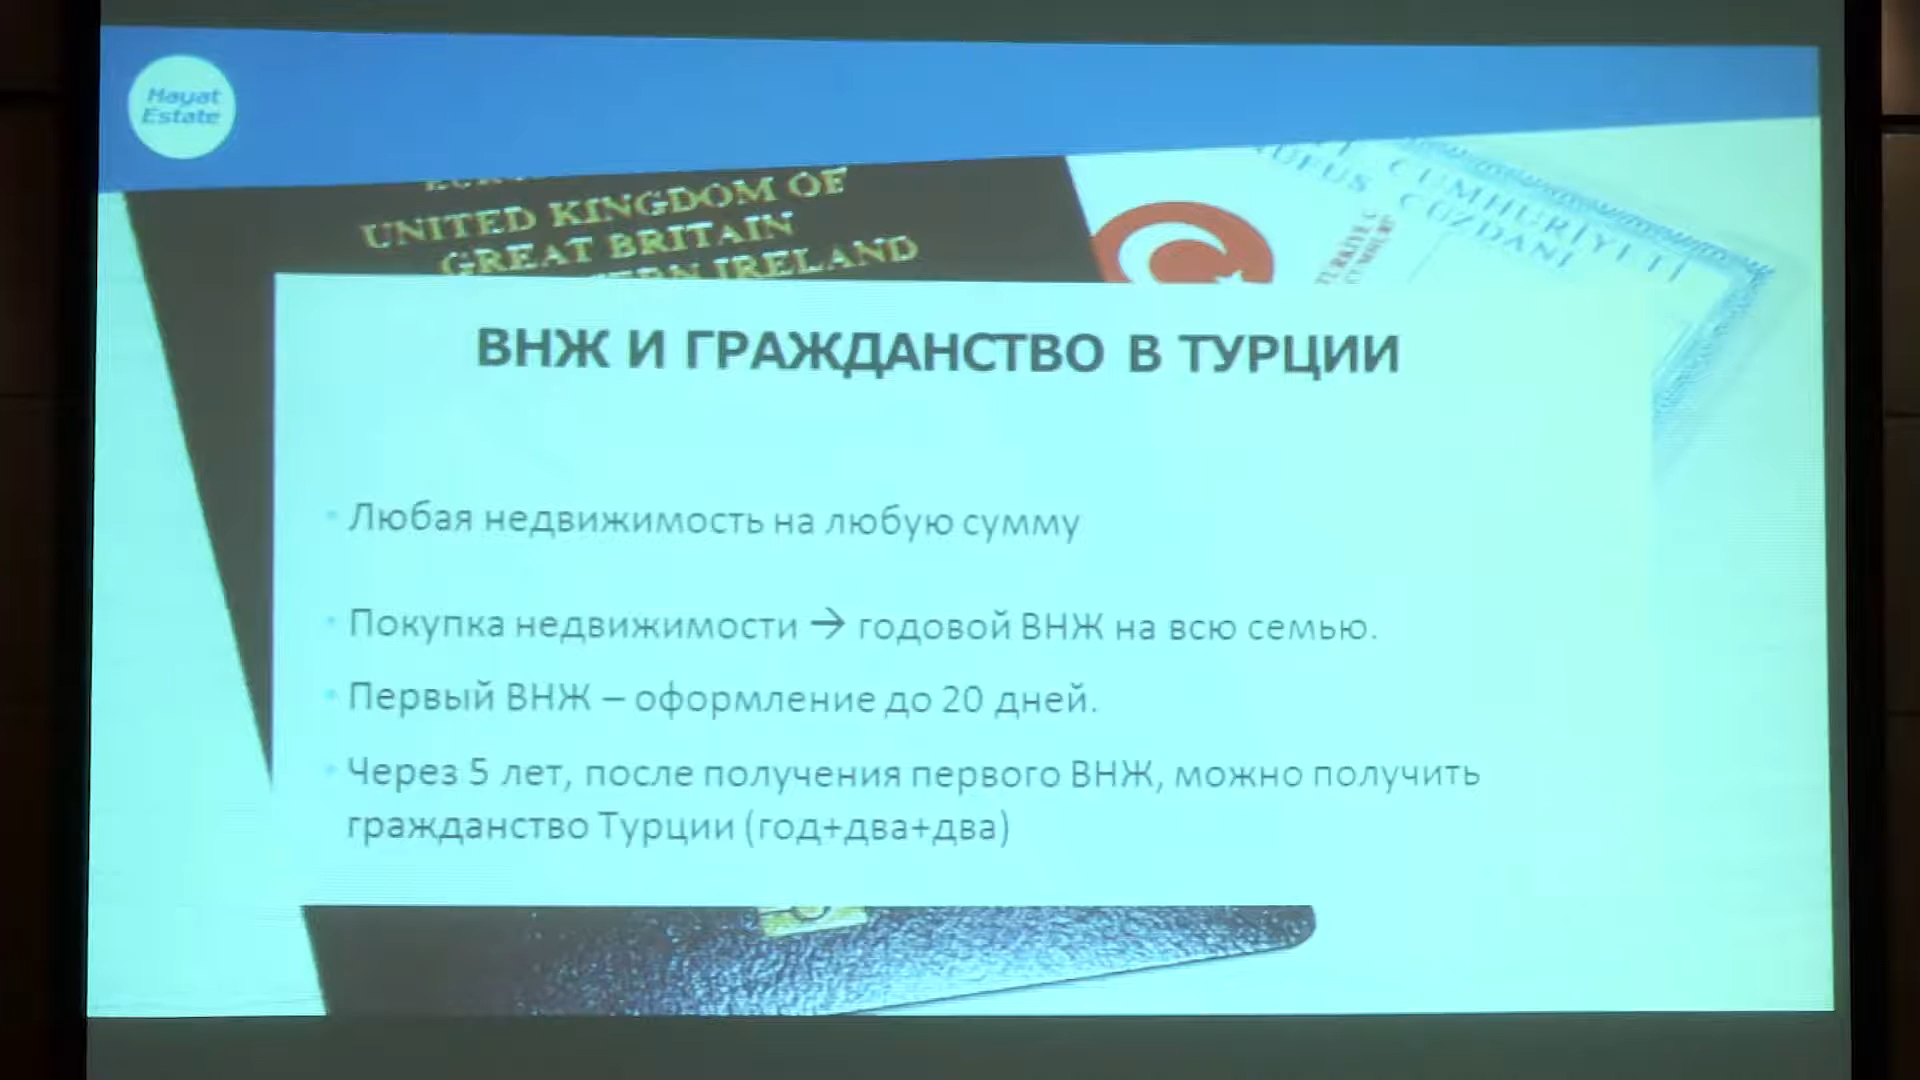 Hayat
Estate
UNITED KINGDOM OF
GREAT BRITAIN
IRELAND
CUMHURİYETİ
NUFUS CÜZDANI
ВНЖ И ГРАЖДАНСТВО В ТУРЦИИ
Любая недвижимость на любую сумму
Покупка недвижимости → годовой ВНЖ на всю семью.
Первый ВНЖ – оформление до 20 дней.
Через 5 лет, после получения первого ВНЖ, можно получить
гражданство Турции (год+два+два)